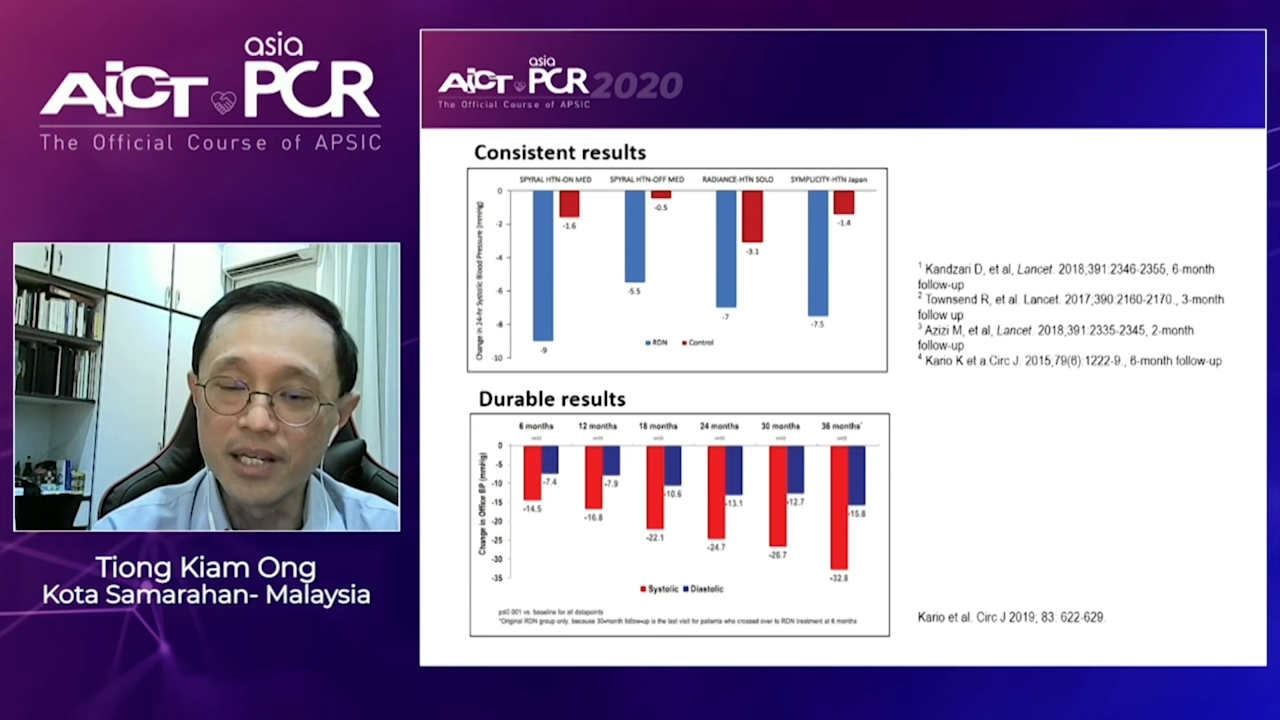 asia
AICT PCR
The Official Course of APSIC
Tiong Kiam Ong
Kota Samarahan- Malaysia
asia
AICT PCR 2020
The Official Course of APSIC
Consistent results
SPYRAL HTN-ON MED SPYRAL HTN-OFF MED RADIANCE-HTN SOLO SYMPLICITY-HTN Japan
Change in 24-hr Systolic Blood Pressure (mmHg)
0
-2
-4
-6
-8
-10
-9 -1.6 -5.5 -0.5 -7 -3.1 -7.5 -1.4
RDN Control
1 Kandzari D, et al, Lancet. 2018;391:2346-2355, 6-month
follow-up
2 Townsend R, et al. Lancet. 2017;390:2160-2170., 3-month
follow up
3 Azizi M, et al, Lancet. 2018;391:2335-2345, 2-month
follow-up
4 Kario K et a.Circ J. 2015;79(6):1222-9., 6-month follow-up
Durable results
6 months 12 months 18 months 24 months 30 months 36 months*
Change in Office BP (mmHg)
0
-5
-10
-15
-20
-25
-30
-35
-14.5 -7.4 -16.8 -7.9 -22.1 -10.6 -24.7 -13.1 -26.7 -12.7 -32.8 -15.8
Systolic Diastolic
p≤0.001 vs. baseline for all datapoints
*Original RDN group only, because 30-month follow-up is the last visit for patients who crossed over to RDN treatment at 6 months
Kario et al. Circ J 2019; 83: 622-629.